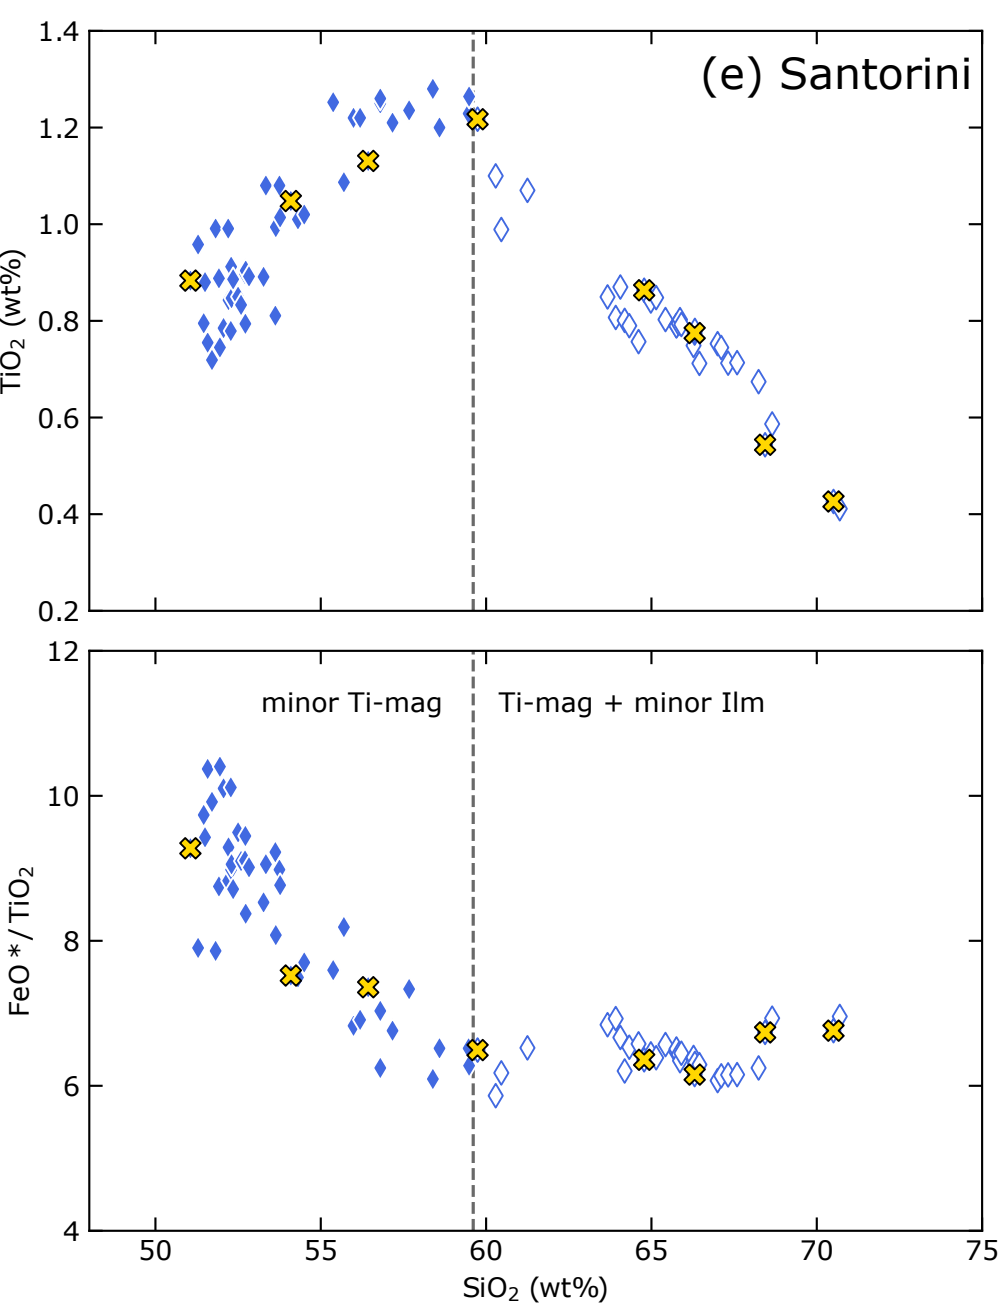 (e) Santorini
1.4
1.2
1.0
0.8
0.6
0.4
0.2
TiO₂ (wt%)
minor Ti-mag
Ti-mag + minor Ilm
12
10
8
6
4
FeO*/TiO₂
50 55 60 65 70 75
SiO₂ (wt%)